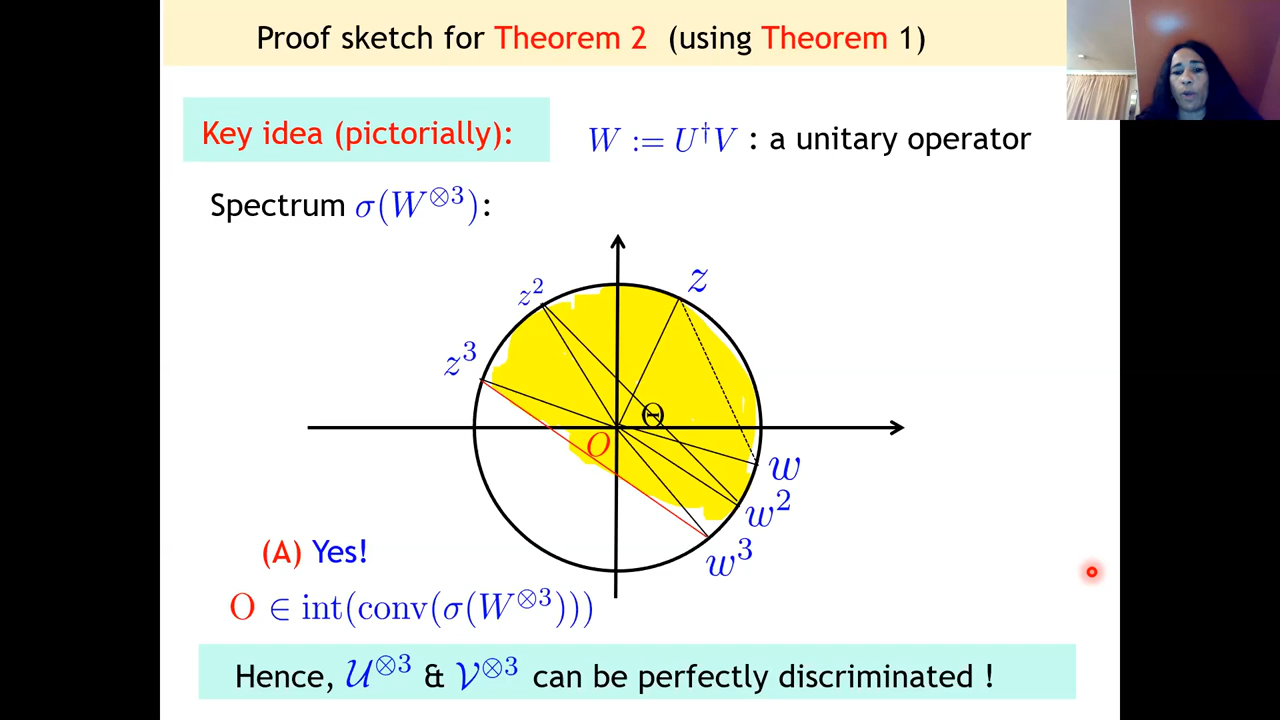 Proof sketch for Theorem 2 (using Theorem 1)
Key idea (pictorially):
W := U†V : a unitary operator
Spectrum σ(W⊗3):
z
z²
z³
Θ
O
w
w²
w³
(A) Yes!
O ∈ int(conv(σ(W⊗3)))
Hence, 𝒰⊗3 & 𝒱⊗3 can be perfectly discriminated !